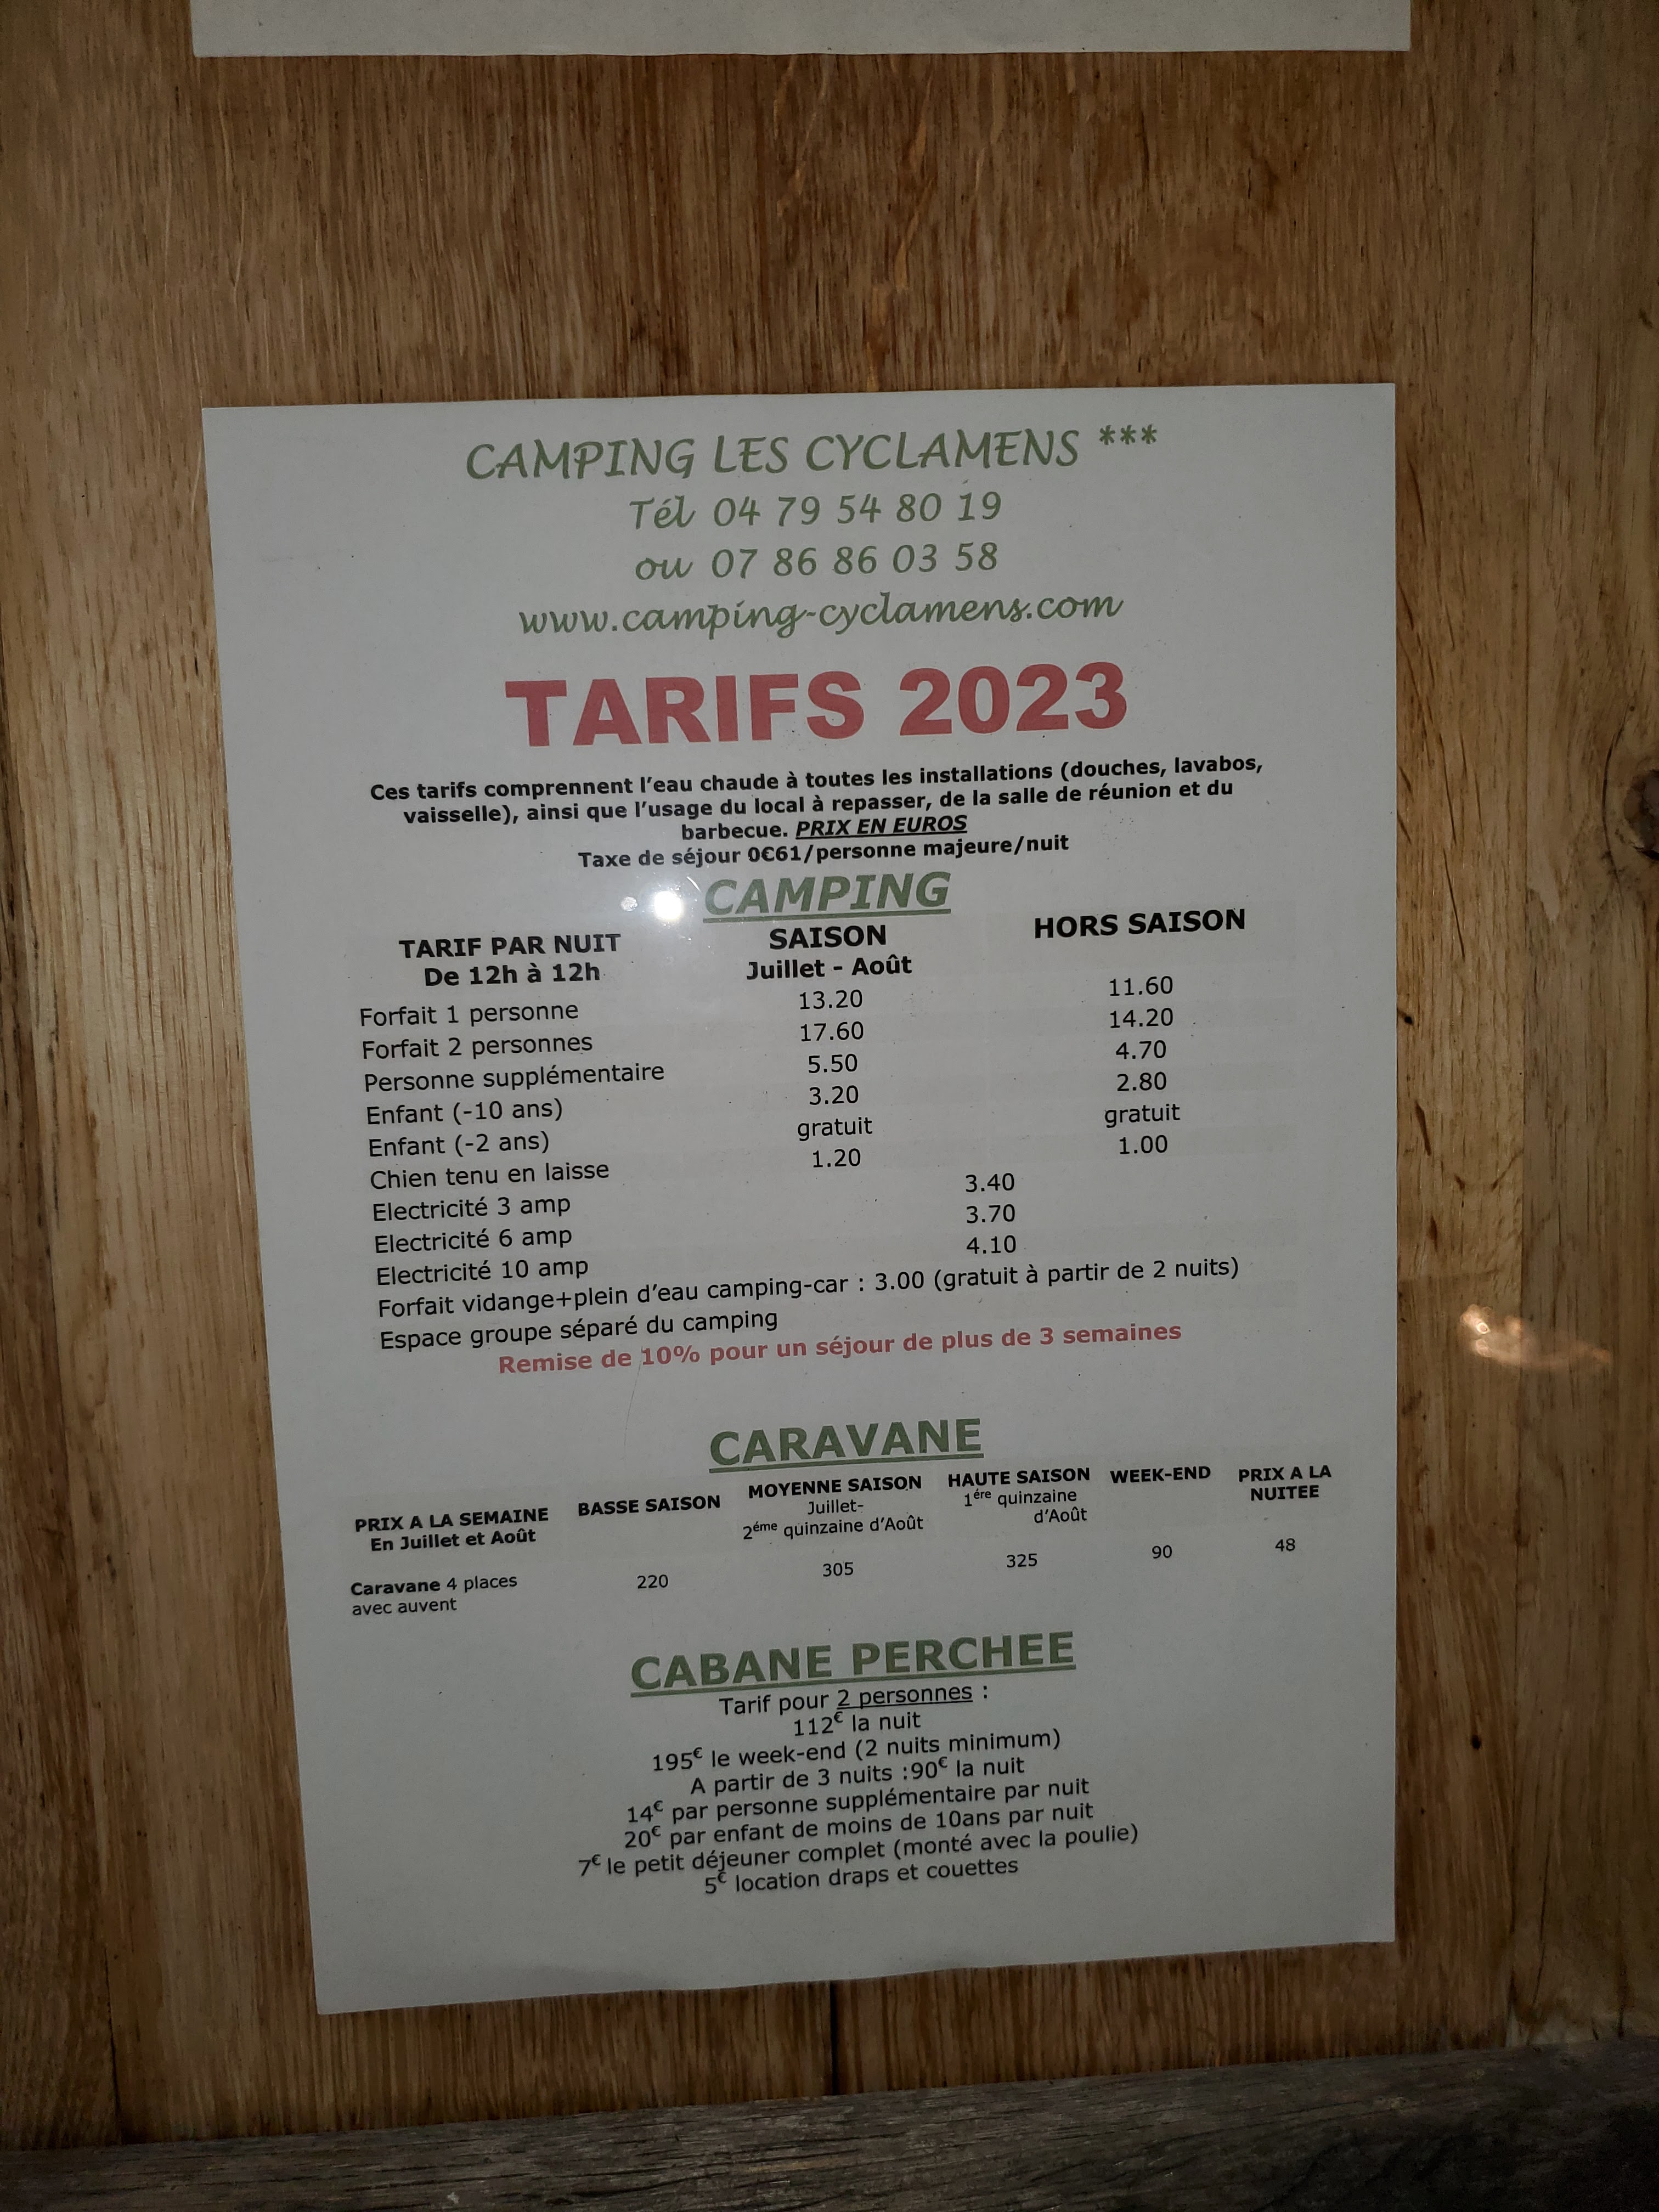 CAMPING LES CYCLAMENS ***
Tél 04 79 54 80 19
ou 07 86 86 03 58
www.camping-cyclamens.com
TARIFS 2023
Ces tarifs comprennent l'eau chaude à toutes les installations (douches, lavabos,
vaisselle), ainsi que l'usage du local à repasser, de la salle de réunion et du
barbecue. PRIX EN EUROS
Taxe de séjour 0€61/personne majeure/nuit
CAMPING
TARIF PAR NUIT SAISON HORS SAISON
De 12h à 12h Juillet - Août
Forfait 1 personne 13.20 11.60
Forfait 2 personnes 17.60 14.20
Personne supplémentaire 5.50 4.70
Enfant (-10 ans) 3.20 2.80
Enfant (-2 ans) gratuit gratuit
Chien tenu en laisse 1.20 1.00
Electricité 3 amp 3.40
Electricité 6 amp 3.70
Electricité 10 amp 4.10
Forfait vidange+plein d'eau camping-car : 3.00 (gratuit à partir de 2 nuits)
Espace groupe séparé du camping
Remise de 10% pour un séjour de plus de 3 semaines
CARAVANE
PRIX A LA SEMAINE BASSE SAISON MOYENNE SAISON HAUTE SAISON WEEK-END PRIX A LA
En Juillet et Août Juillet- 1ére quinzaine NUITEE
2éme quinzaine d'Août d'Août
Caravane 4 places 220 305 325 90 48
avec auvent
CABANE PERCHEE
Tarif pour 2 personnes :
112€ la nuit
195€ le week-end (2 nuits minimum)
A partir de 3 nuits :90€ la nuit
14€ par personne supplémentaire par nuit
20€ par enfant de moins de 10ans par nuit
7€ le petit déjeuner complet (monté avec la poulie)
5€ location draps et couettes